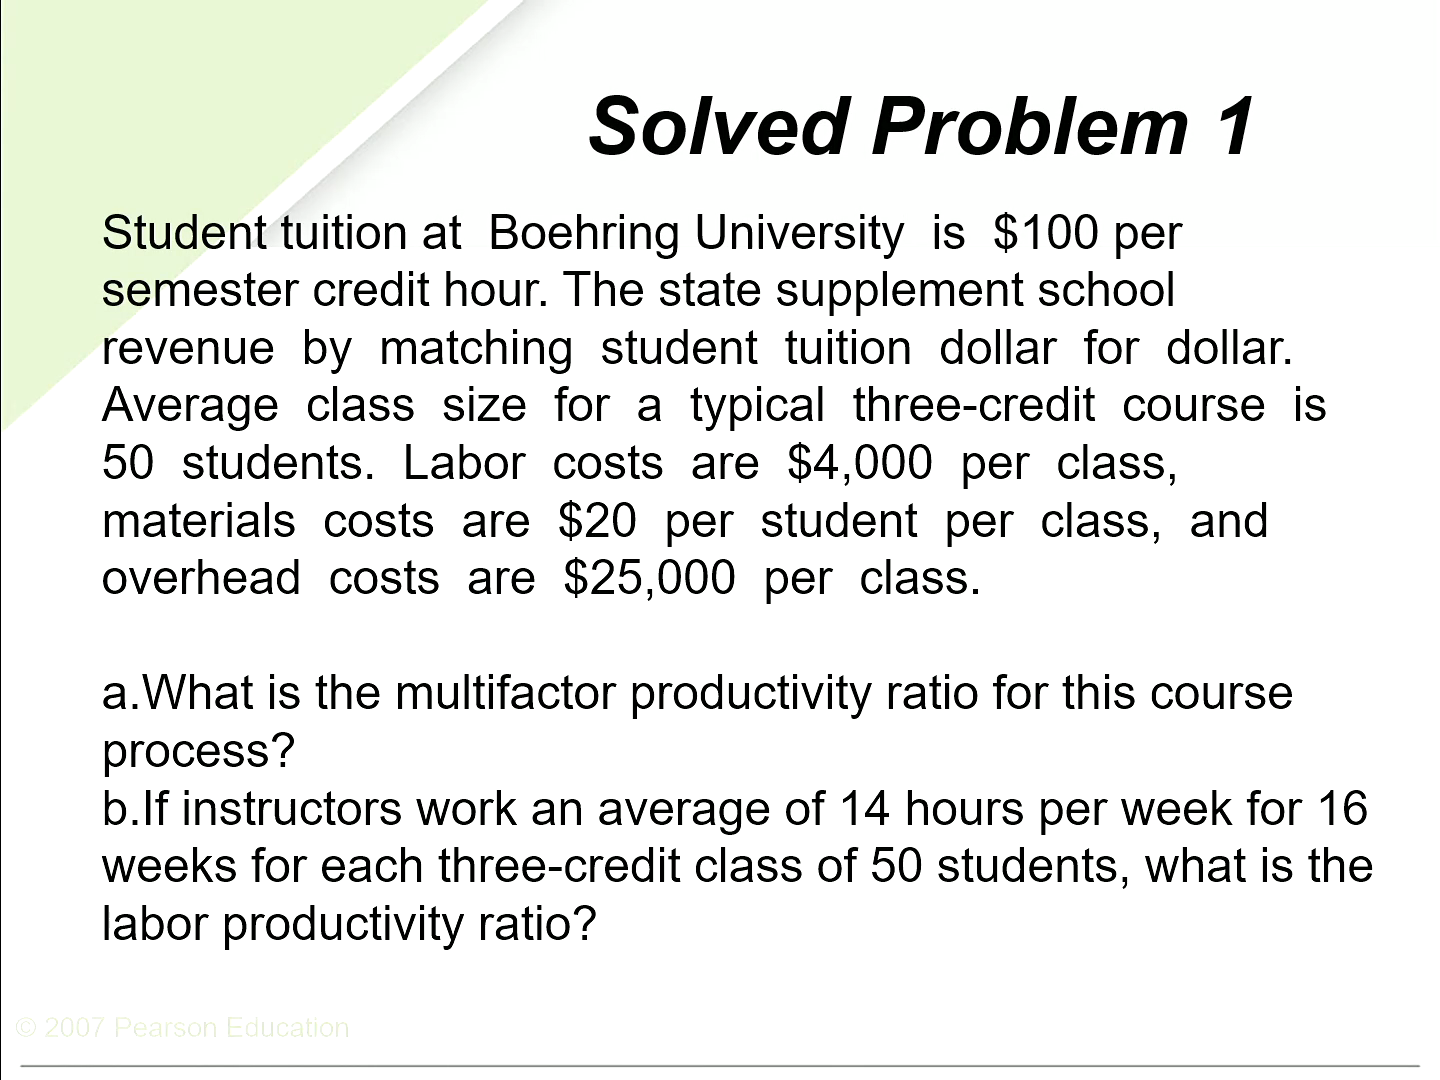 Solved Problem 1
Student tuition at Boehring University is $100 per
semester credit hour. The state supplement school
revenue by matching student tuition dollar for dollar.
Average class size for a typical three-credit course is
50 students. Labor costs are $4,000 per class,
materials costs are $20 per student per class, and
overhead costs are $25,000 per class.
a.What is the multifactor productivity ratio for this course
process?
b.If instructors work an average of 14 hours per week for 16
weeks for each three-credit class of 50 students, what is the
labor productivity ratio?
© 2007 Pearson Education